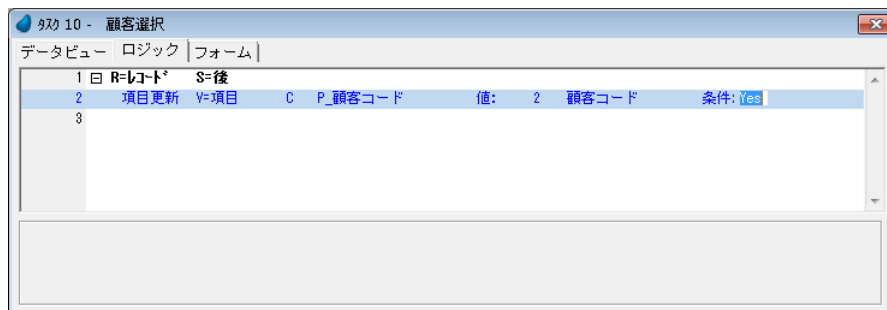 ﾀｽｸ 10 - 顧客選択
データビュー ロジック フォーム
1 R=ﾚｺｰﾄﾞ S=後
2 項目更新 V=項目 C P_顧客コード 値: 2 顧客コード 条件: Yes
3